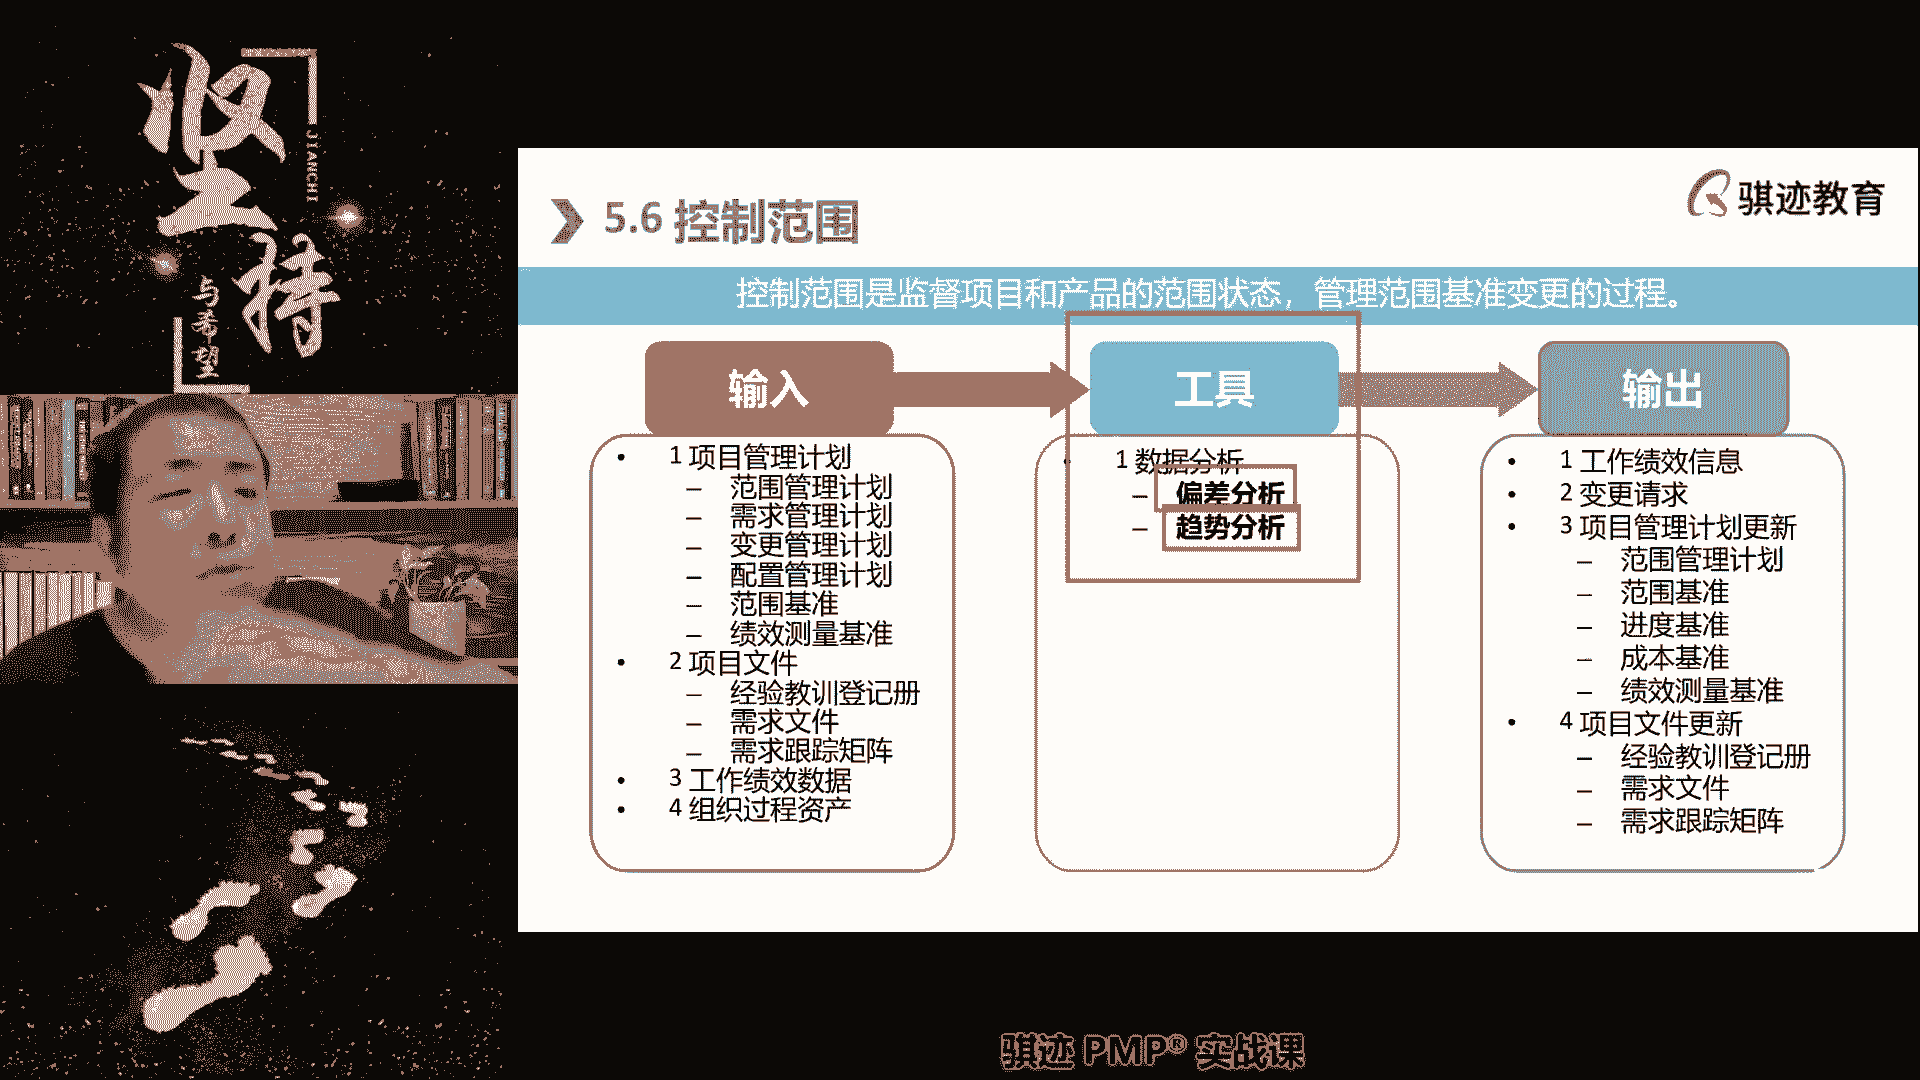 坚持
JIANCHI
与希望
5.6 控制范围
骐迹教育
控制范围是监督项目和产品的范围状态，管理范围基准变更的过程。
输入
• 1 项目管理计划
– 范围管理计划
– 需求管理计划
– 变更管理计划
– 配置管理计划
– 范围基准
– 绩效测量基准
• 2 项目文件
– 经验教训登记册
– 需求文件
– 需求跟踪矩阵
• 3 工作绩效数据
• 4 组织过程资产
工具
• 1 数据分析
– 偏差分析
– 趋势分析
输出
• 1 工作绩效信息
• 2 变更请求
• 3 项目管理计划更新
– 范围管理计划
– 范围基准
– 进度基准
– 成本基准
– 绩效测量基准
• 4 项目文件更新
– 经验教训登记册
– 需求文件
– 需求跟踪矩阵
骐迹 PMP® 实战课